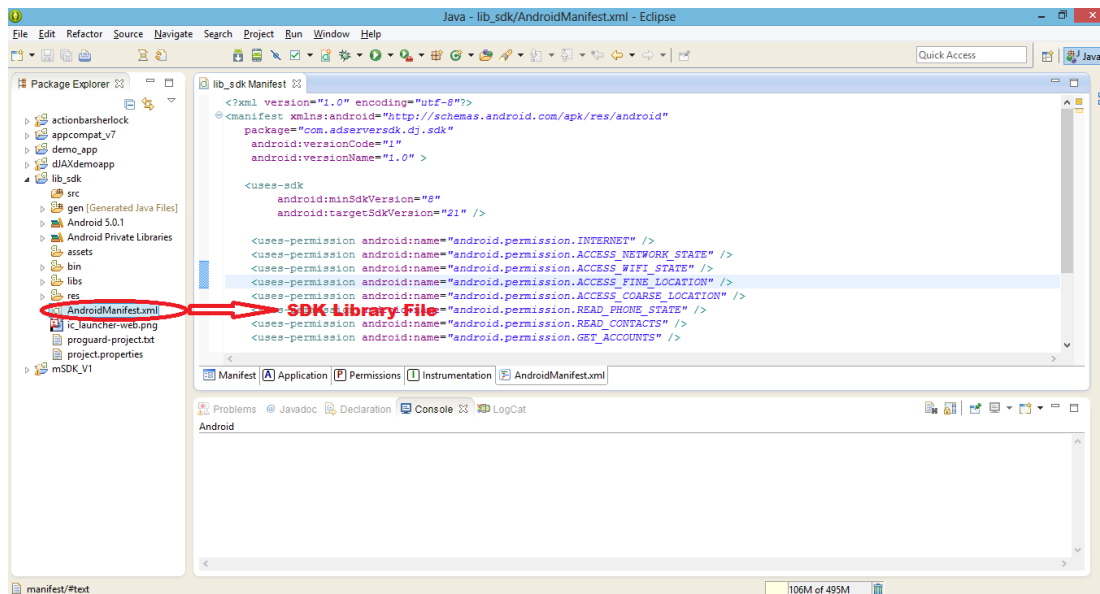 Java - lib_sdk/AndroidManifest.xml - Eclipse
File Edit Refactor Source Navigate Search Project Run Window Help
Quick Access
Java
Package Explorer
actionbarsherlock
appcompat_v7
demo_app
dJAXdemoapp
lib_sdk
src
gen [Generated Java Files]
Android 5.0.1
Android Private Libraries
assets
bin
libs
res
AndroidManifest.xml
ic_launcher-web.png
proguard-project.txt
project.properties
mSDK_V1
SDK Library File
lib_sdk Manifest
<?xml version="1.0" encoding="utf-8"?>
<manifest xmlns:android="http://schemas.android.com/apk/res/android"
package="com.adserversdk.dj.sdk"
android:versionCode="1"
android:versionName="1.0" >
<uses-sdk
android:minSdkVersion="8"
android:targetSdkVersion="21" />
<uses-permission android:name="android.permission.INTERNET" />
<uses-permission android:name="android.permission.ACCESS_NETWORK_STATE" />
<uses-permission android:name="android.permission.ACCESS_WIFI_STATE" />
<uses-permission android:name="android.permission.ACCESS_FINE_LOCATION" />
<uses-permission android:name="android.permission.ACCESS_COARSE_LOCATION" />
<uses-permission android:name="android.permission.READ_PHONE_STATE" />
<uses-permission android:name="android.permission.READ_CONTACTS" />
<uses-permission android:name="android.permission.GET_ACCOUNTS" />
Manifest A Application P Permissions I Instrumentation AndroidManifest.xml
Problems @ Javadoc Declaration Console LogCat
Android
manifest/#text
106M of 495M